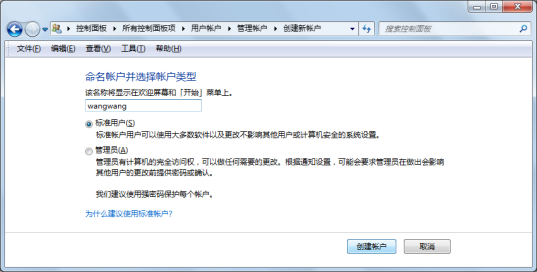 控制面板 ▸ 所有控制面板项 ▸ 用户帐户 ▸ 管理帐户 ▸ 创建新帐户
搜索控制面板
文件(F) 编辑(E) 查看(V) 工具(T) 帮助(H)
命名帐户并选择帐户类型
该名称将显示在欢迎屏幕和「开始」菜单上。
wangwang
标准用户(S)
标准帐户用户可以使用大多数软件以及更改不影响其他用户或计算机安全的系统设置。
管理员(A)
管理员有计算机的完全访问权，可以做任何需要的更改。根据通知设置，可能会要求管理员在做出会影响
其他用户的更改前提供密码或确认。
我们建议使用强密码保护每个帐户。
为什么建议使用标准帐户?
创建帐户 取消